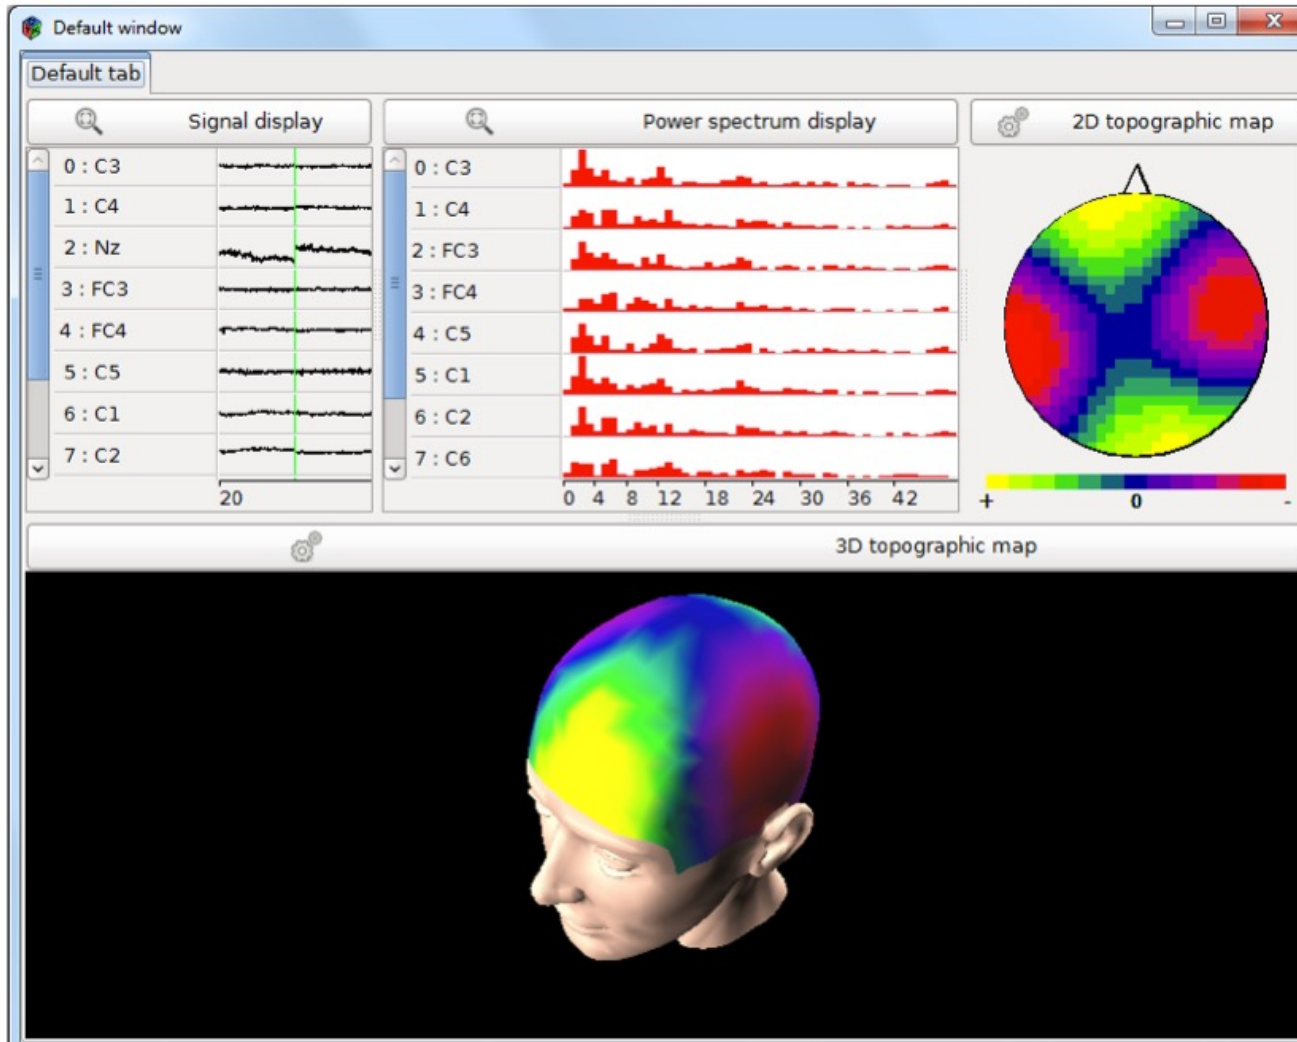 Default window
Default tab
Signal display
0 : C3
1 : C4
2 : Nz
3 : FC3
4 : FC4
5 : C5
6 : C1
7 : C2
20
Power spectrum display
0 : C3
1 : C4
2 : FC3
3 : FC4
4 : C5
5 : C1
6 : C2
7 : C6
0 4 8 12 18 24 30 36 42
2D topographic map
+ 0 -
3D topographic map